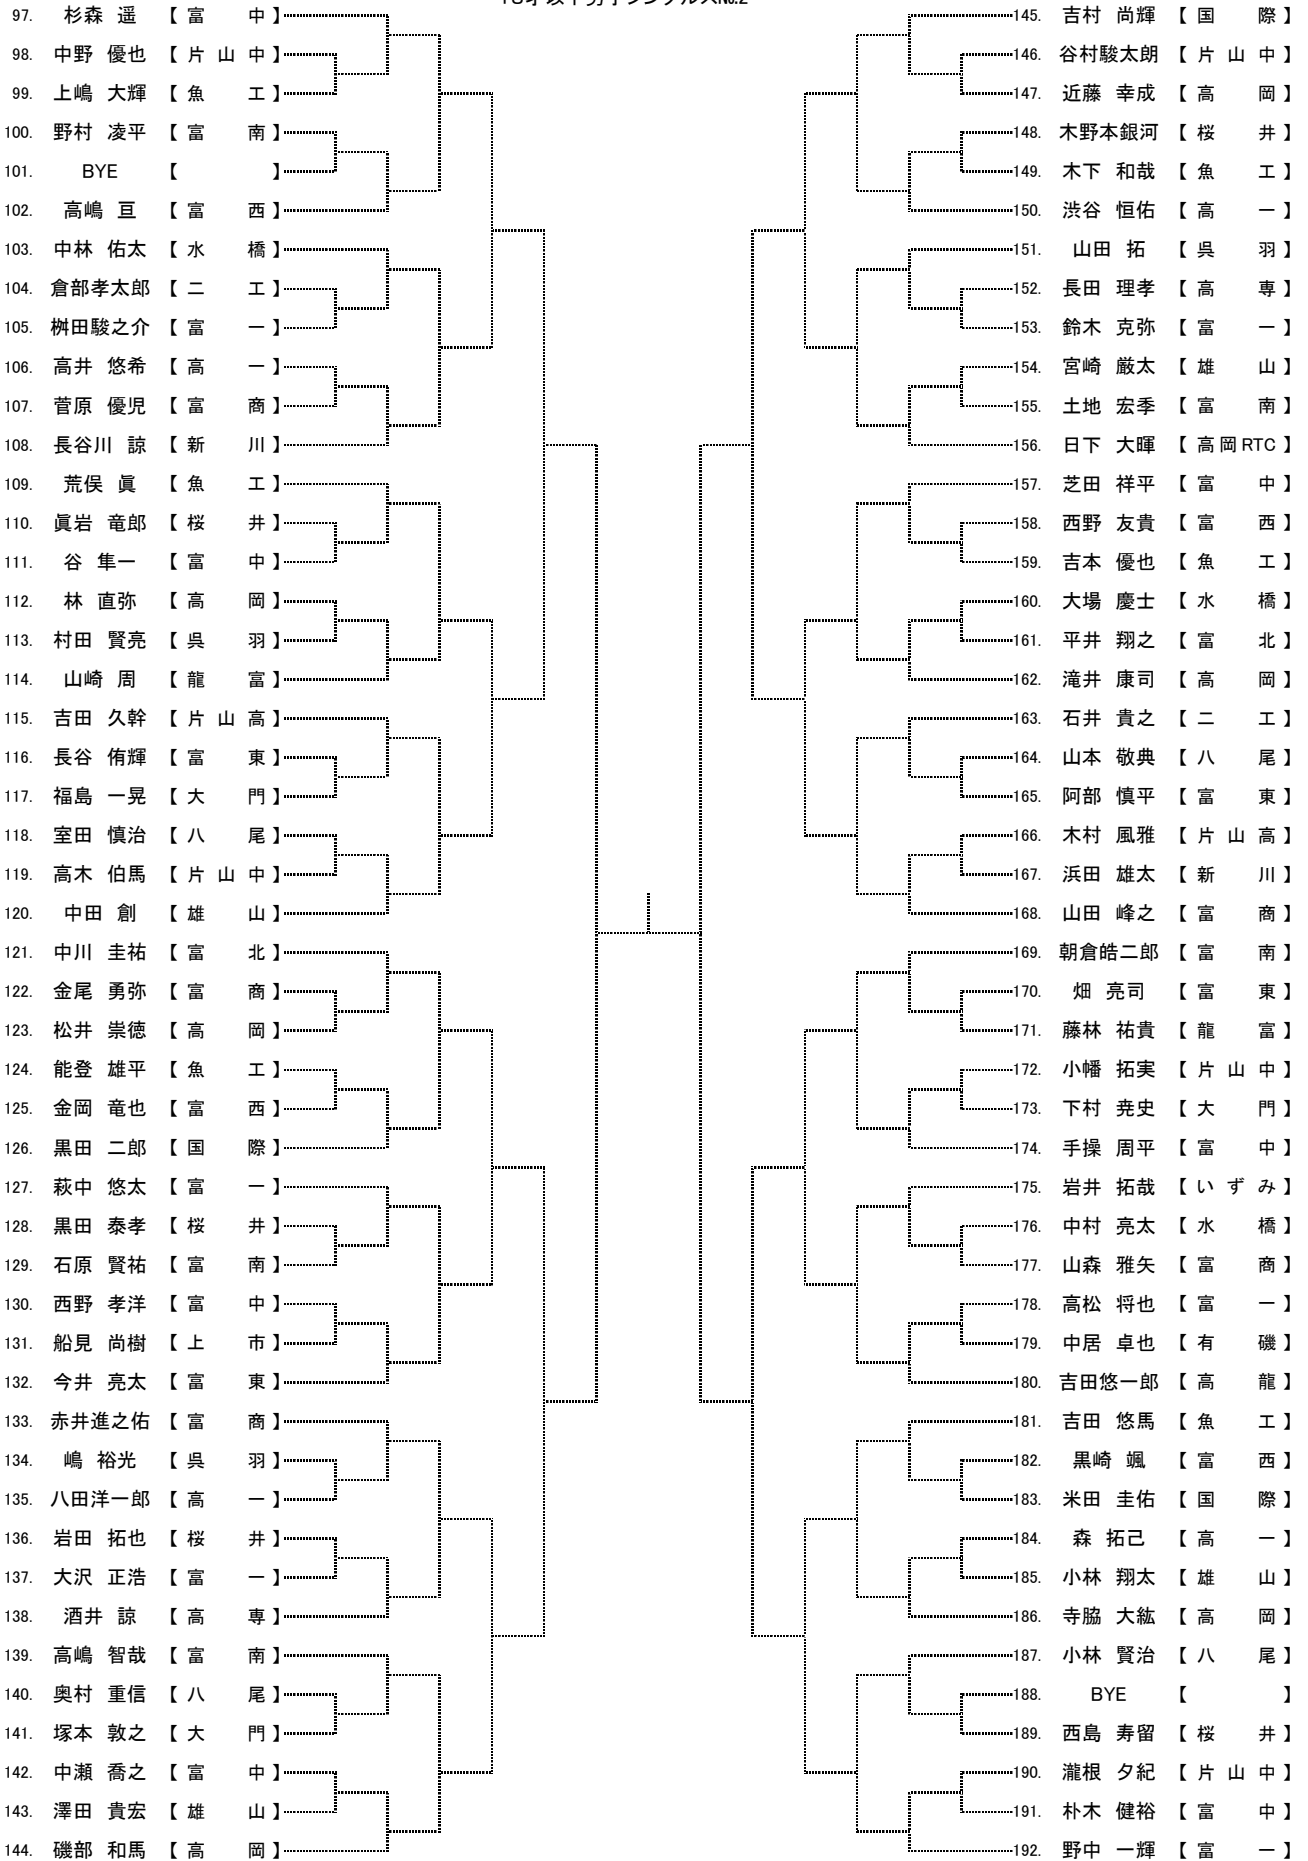 97. 杉森 遥 【 富 中 】
98. 中野 優也 【 片 山 中 】
99. 上嶋 大輝 【 魚 工 】
100. 野村 凌平 【 富 南 】
101. BYE 【 】
102. 高嶋 亘 【 富 西 】
103. 中林 佑太 【 水 橋 】
104. 倉部孝太郎 【 二 工 】
105. 桝田駿之介 【 富 一 】
106. 高井 悠希 【 高 一 】
107. 菅原 優児 【 富 商 】
108. 長谷川 諒 【 新 川 】
109. 荒俣 眞 【 魚 工 】
110. 眞岩 竜郎 【 桜 井 】
111. 谷 隼一 【 富 中 】
112. 林 直弥 【 高 岡 】
113. 村田 賢亮 【 呉 羽 】
114. 山崎 周 【 龍 富 】
115. 吉田 久幹 【 片 山 高 】
116. 長谷 侑輝 【 富 東 】
117. 福島 一晃 【 大 門 】
118. 室田 慎治 【 八 尾 】
119. 高木 伯馬 【 片 山 中 】
120. 中田 創 【 雄 山 】
121. 中川 圭祐 【 富 北 】
122. 金尾 勇弥 【 富 商 】
123. 松井 崇徳 【 高 岡 】
124. 能登 雄平 【 魚 工 】
125. 金岡 竜也 【 富 西 】
126. 黒田 二郎 【 国 際 】
127. 萩中 悠太 【 富 一 】
128. 黒田 泰孝 【 桜 井 】
129. 石原 賢祐 【 富 南 】
130. 西野 孝洋 【 富 中 】
131. 船見 尚樹 【 上 市 】
132. 今井 亮太 【 富 東 】
133. 赤井進之佑 【 富 商 】
134. 嶋 裕光 【 呉 羽 】
135. 八田洋一郎 【 高 一 】
136. 岩田 拓也 【 桜 井 】
137. 大沢 正浩 【 富 一 】
138. 酒井 諒 【 高 専 】
139. 高嶋 智哉 【 富 南 】
140. 奥村 重信 【 八 尾 】
141. 塚本 敦之 【 大 門 】
142. 中瀬 喬之 【 富 中 】
143. 澤田 貴宏 【 雄 山 】
144. 磯部 和馬 【 高 岡 】
145. 吉村 尚輝 【 国 際 】
146. 谷村駿太朗 【 片 山 中 】
147. 近藤 幸成 【 高 岡 】
148. 木野本銀河 【 桜 井 】
149. 木下 和哉 【 魚 工 】
150. 渋谷 恒佑 【 高 一 】
151. 山田 拓 【 呉 羽 】
152. 長田 理孝 【 高 専 】
153. 鈴木 克弥 【 富 一 】
154. 宮崎 厳太 【 雄 山 】
155. 土地 宏季 【 富 南 】
156. 日下 大暉 【 高 岡 RTC 】
157. 芝田 祥平 【 富 中 】
158. 西野 友貴 【 富 西 】
159. 吉本 優也 【 魚 工 】
160. 大場 慶士 【 水 橋 】
161. 平井 翔之 【 富 北 】
162. 滝井 康司 【 高 岡 】
163. 石井 貴之 【 二 工 】
164. 山本 敬典 【 八 尾 】
165. 阿部 慎平 【 富 東 】
166. 木村 風雅 【 片 山 高 】
167. 浜田 雄太 【 新 川 】
168. 山田 峰之 【 富 商 】
169. 朝倉皓二郎 【 富 南 】
170. 畑 亮司 【 富 東 】
171. 藤林 祐貴 【 龍 富 】
172. 小幡 拓実 【 片 山 中 】
173. 下村 尭史 【 大 門 】
174. 手操 周平 【 富 中 】
175. 岩井 拓哉 【 い ず み 】
176. 中村 亮太 【 水 橋 】
177. 山森 雅矢 【 富 商 】
178. 高松 将也 【 富 一 】
179. 中居 卓也 【 有 磯 】
180. 吉田悠一郎 【 高 龍 】
181. 吉田 悠馬 【 魚 工 】
182. 黒崎 颯 【 富 西 】
183. 米田 圭佑 【 国 際 】
184. 森 拓己 【 高 一 】
185. 小林 翔太 【 雄 山 】
186. 寺脇 大紘 【 高 岡 】
187. 小林 賢治 【 八 尾 】
188. BYE 【 】
189. 西島 寿留 【 桜 井 】
190. 瀧根 夕紀 【 片 山 中 】
191. 朴木 健裕 【 富 中 】
192. 野中 一輝 【 富 一 】